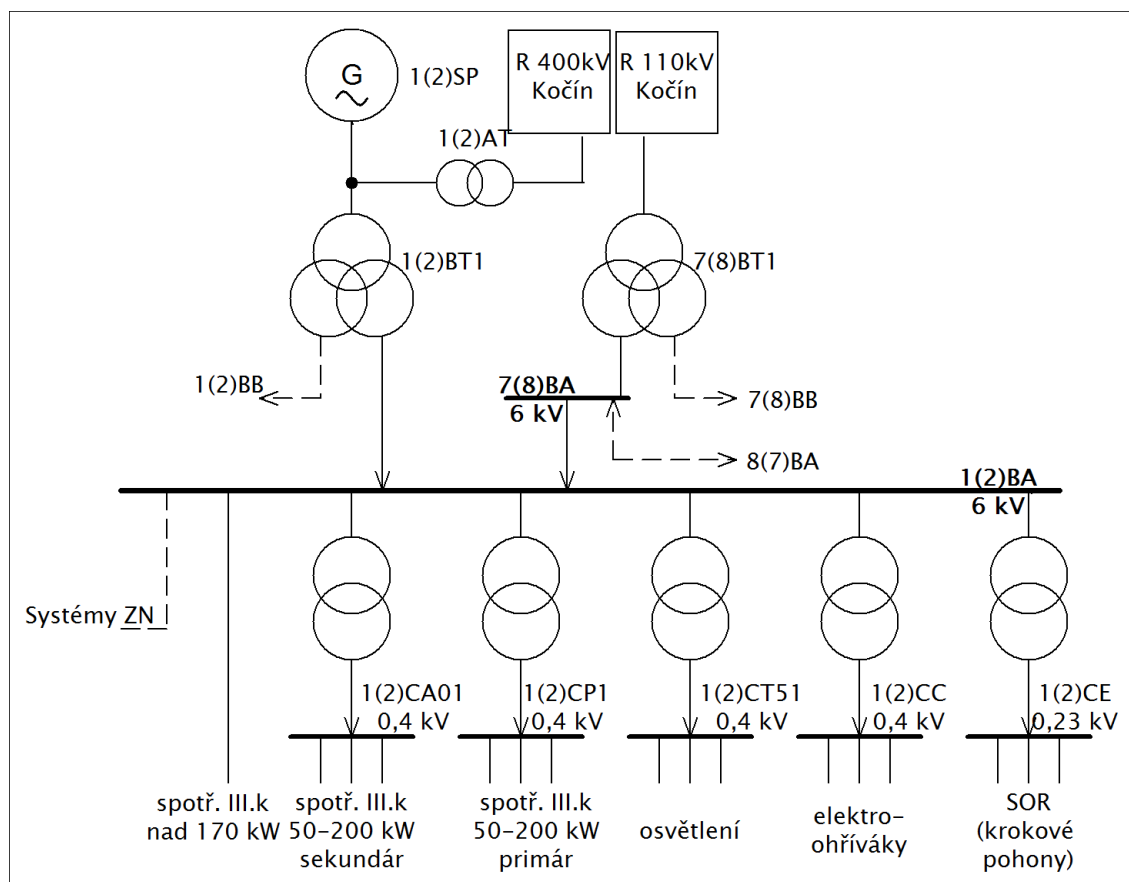 G
1(2)SP
R 400kV
Kočín
R 110kV
Kočín
1(2)AT
1(2)BT1
7(8)BT1
1(2)BB
7(8)BA
6 kV
7(8)BB
8(7)BA
1(2)BA
6 kV
Systémy ZN
1(2)CA01
0,4 kV
1(2)CP1
0,4 kV
1(2)CT51
0,4 kV
1(2)CC
0,4 kV
1(2)CE
0,23 kV
spotř. III.k
nad 170 kW
spotř. III.k
50-200 kW
sekundár
spotř. III.k
50-200 kW
primár
osvětlení
elektro-
ohříváky
SOR
(krokové
pohony)